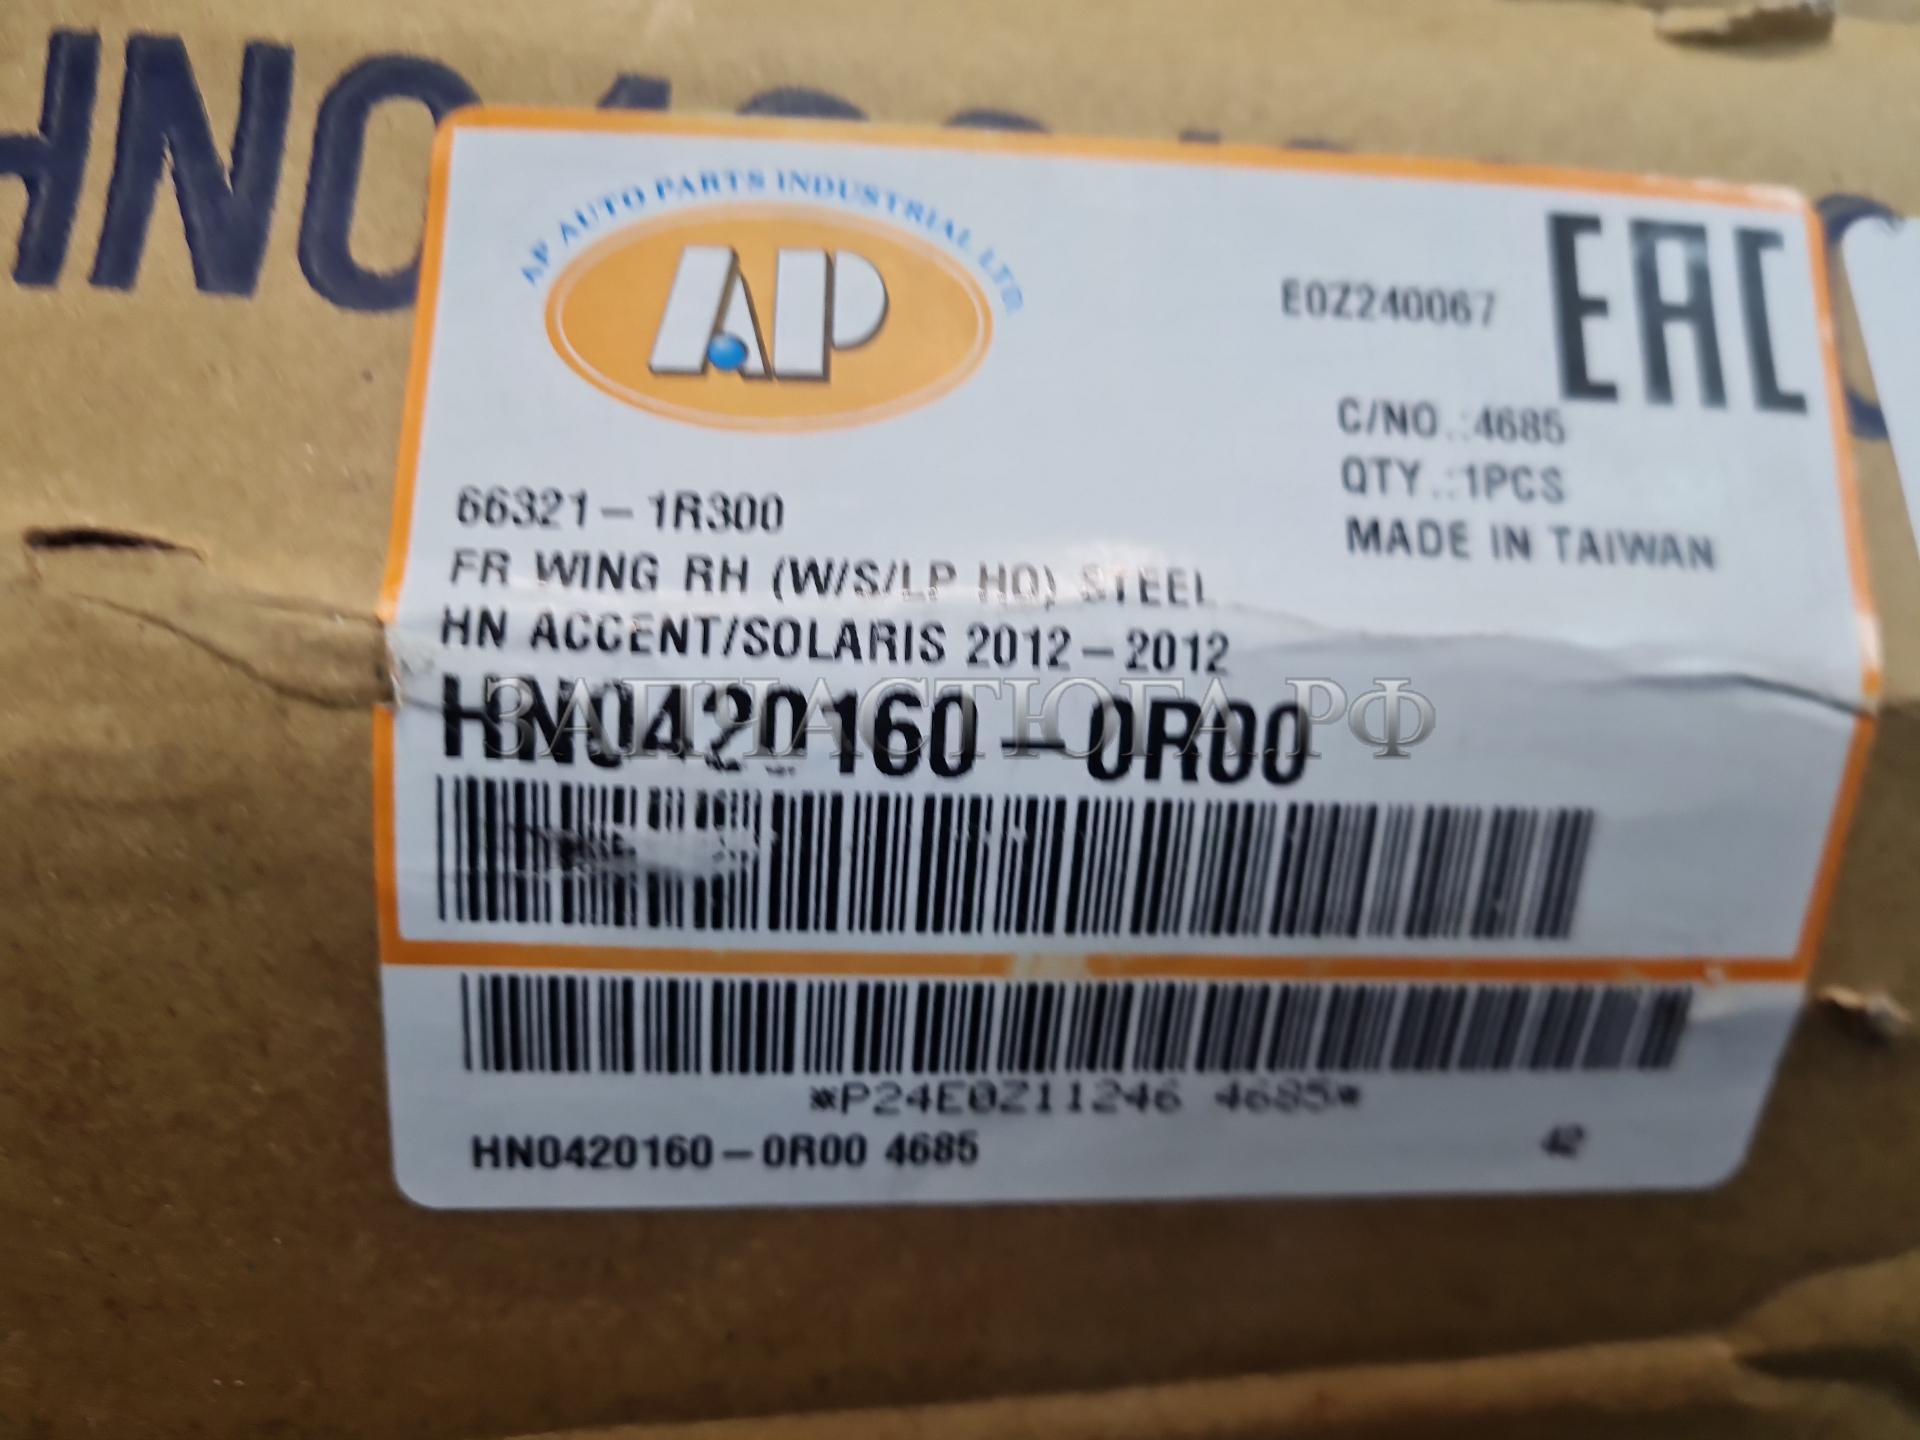 HN0
AP AUTO PARTS INDUSTRIAL LTD.
AP
E0Z240067
EAC
C/NO.:4685
QTY.:1PCS
MADE IN TAIWAN
66321-1R300
FR WING RH (W/S/LP HO) STEEL
HN ACCENT/SOLARIS 2012-2012
HN0420160-0R00
ЗАПЧАСТЮГА.РФ
*P24E0Z11246 4685*
HN0420160-0R00 4685
42